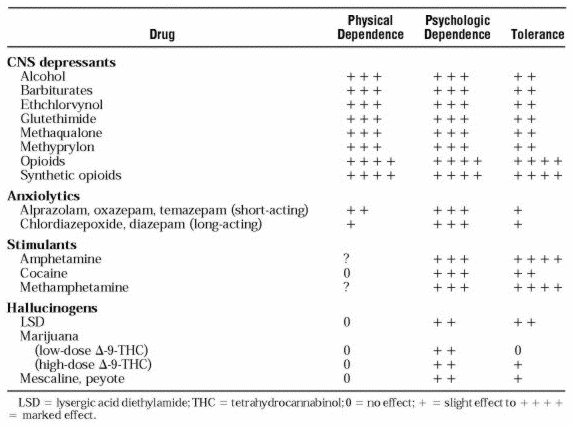 Drug Physical Dependence Psychologic Dependence Tolerance
CNS depressants
Alcohol +++ +++ ++
Barbiturates +++ +++ ++
Ethchlorvynol +++ +++ ++
Glutethimide +++ +++ ++
Methaqualone +++ +++ ++
Methyprylon +++ +++ ++
Opioids ++++ ++++ ++++
Synthetic opioids ++++ ++++ ++++
Anxiolytics
Alprazolam, oxazepam, temazepam (short-acting) ++ +++ +
Chlordiazepoxide, diazepam (long-acting) + +++ +
Stimulants
Amphetamine ? +++ ++++
Cocaine 0 +++ ++
Methamphetamine ? +++ ++++
Hallucinogens
LSD 0 ++ ++
Marijuana
(low-dose Δ-9-THC) 0 ++ 0
(high-dose Δ-9-THC) 0 ++ +
Mescaline, peyote 0 ++ +
LSD = lysergic acid diethylamide; THC = tetrahydrocannabinol; 0 = no effect; + = slight effect to ++++
= marked effect.